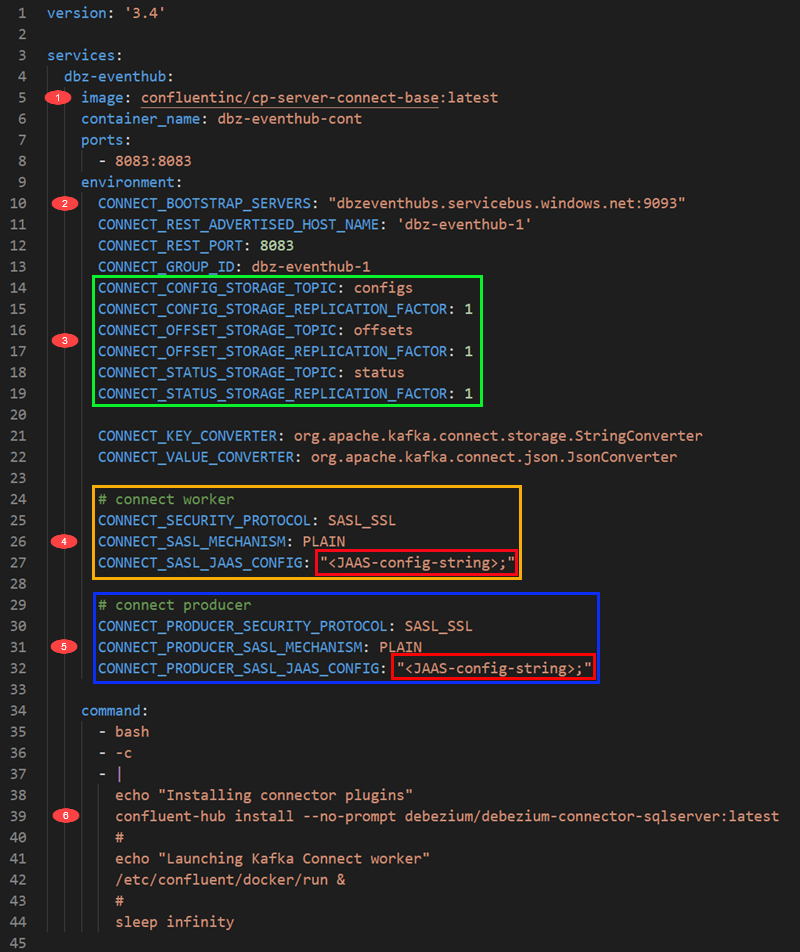 1 version: '3.4'
2
3 services:
4 dbz-eventhub:
1
5 image: confluentinc/cp-server-connect-base:latest
6 container_name: dbz-eventhub-cont
7 ports:
8 - 8083:8083
9 environment:
2
10 CONNECT_BOOTSTRAP_SERVERS: "dbzeventhubs.servicebus.windows.net:9093"
11 CONNECT_REST_ADVERTISED_HOST_NAME: 'dbz-eventhub-1'
12 CONNECT_REST_PORT: 8083
13 CONNECT_GROUP_ID: dbz-eventhub-1
14 CONNECT_CONFIG_STORAGE_TOPIC: configs
15 CONNECT_CONFIG_STORAGE_REPLICATION_FACTOR: 1
16 CONNECT_OFFSET_STORAGE_TOPIC: offsets
3
17 CONNECT_OFFSET_STORAGE_REPLICATION_FACTOR: 1
18 CONNECT_STATUS_STORAGE_TOPIC: status
19 CONNECT_STATUS_STORAGE_REPLICATION_FACTOR: 1
20
21 CONNECT_KEY_CONVERTER: org.apache.kafka.connect.storage.StringConverter
22 CONNECT_VALUE_CONVERTER: org.apache.kafka.connect.json.JsonConverter
23
24 # connect worker
25 CONNECT_SECURITY_PROTOCOL: SASL_SSL
4
26 CONNECT_SASL_MECHANISM: PLAIN
27 CONNECT_SASL_JAAS_CONFIG: "<JAAS-config-string>;"
28
29 # connect producer
30 CONNECT_PRODUCER_SECURITY_PROTOCOL: SASL_SSL
5
31 CONNECT_PRODUCER_SASL_MECHANISM: PLAIN
32 CONNECT_PRODUCER_SASL_JAAS_CONFIG: "<JAAS-config-string>;"
33
34 command:
35 - bash
36 - -c
37 - |
38 echo "Installing connector plugins"
6
39 confluent-hub install --no-prompt debezium/debezium-connector-sqlserver:latest
40 #
41 echo "Launching Kafka Connect worker"
42 /etc/confluent/docker/run &
43 #
44 sleep infinity
45